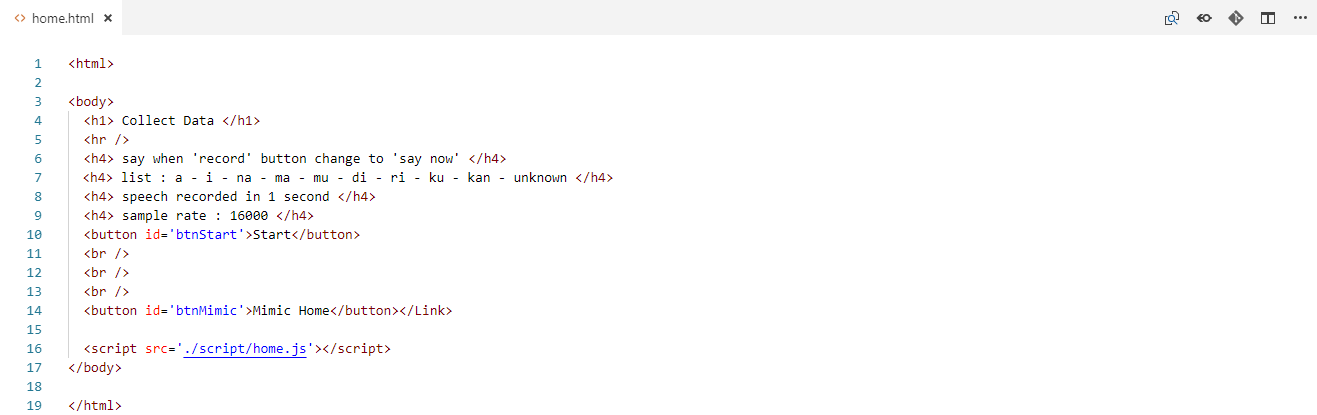 <> home.html ×
1 <html>
2
3 <body>
4 <h1> Collect Data </h1>
5 <hr />
6 <h4> say when 'record' button change to 'say now' </h4>
7 <h4> list : a - i - na - ma - mu - di - ri - ku - kan - unknown </h4>
8 <h4> speech recorded in 1 second </h4>
9 <h4> sample rate : 16000 </h4>
10 <button id='btnStart'>Start</button>
11 <br />
12 <br />
13 <br />
14 <button id='btnMimic'>Mimic Home</button></Link>
15
16 <script src='./script/home.js'></script>
17 </body>
18
19 </html>